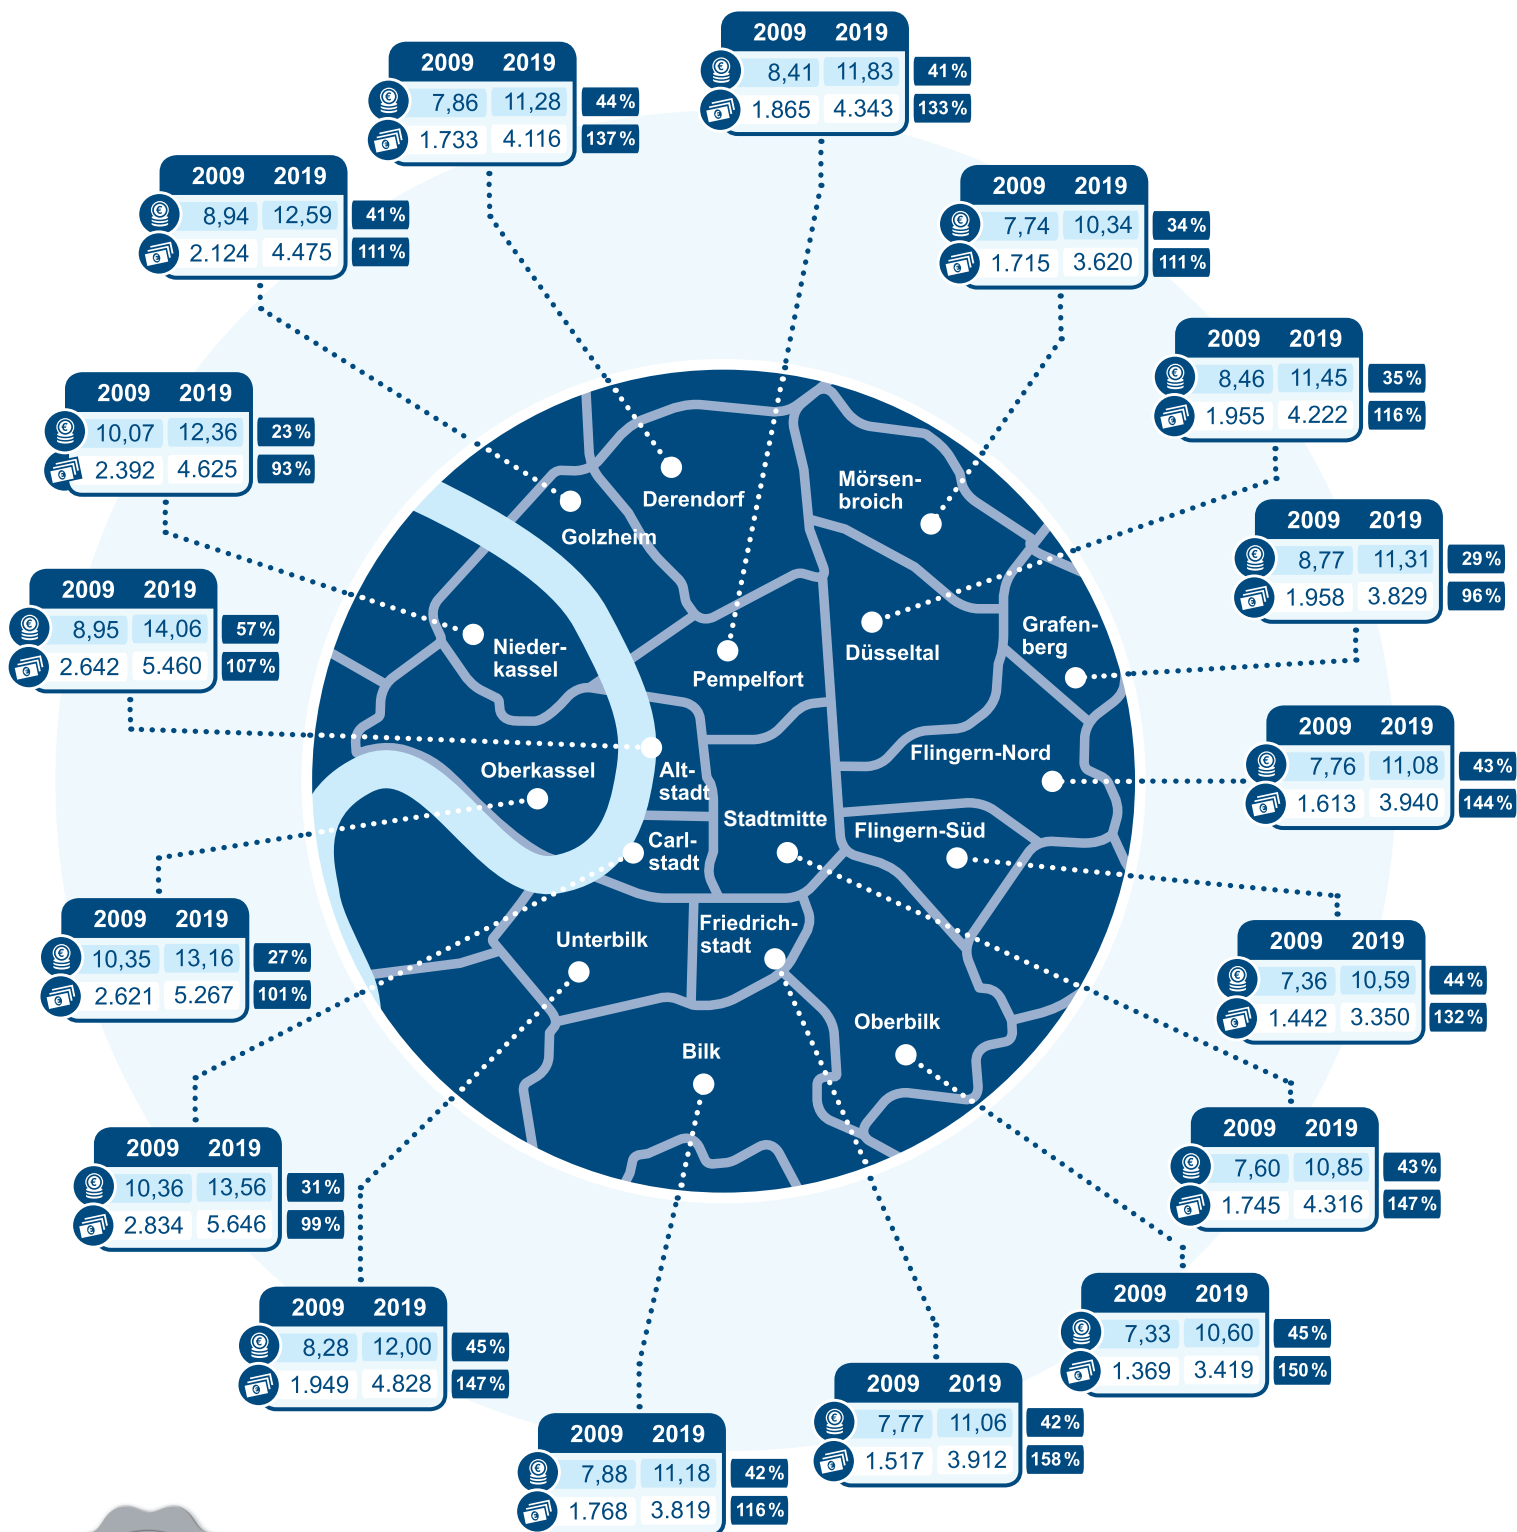 2009 2019
8,41 11,83 41%
1.865 4.343 133%
2009 2019
7,86 11,28 44%
1.733 4.116 137%
2009 2019
8,94 12,59 41%
2.124 4.475 111%
2009 2019
7,74 10,34 34%
1.715 3.620 111%
2009 2019
8,46 11,45 35%
1.955 4.222 116%
2009 2019
10,07 12,36 23%
2.392 4.625 93%
2009 2019
8,77 11,31 29%
1.958 3.829 96%
2009 2019
8,95 14,06 57%
2.642 5.460 107%
2009 2019
7,76 11,08 43%
1.613 3.940 144%
2009 2019
10,35 13,16 27%
2.621 5.267 101%
2009 2019
7,36 10,59 44%
1.442 3.350 132%
2009 2019
10,36 13,56 31%
2.834 5.646 99%
2009 2019
7,60 10,85 43%
1.745 4.316 147%
2009 2019
8,28 12,00 45%
1.949 4.828 147%
2009 2019
7,33 10,60 45%
1.369 3.419 150%
2009 2019
7,77 11,06 42%
1.517 3.912 158%
2009 2019
7,88 11,18 42%
1.768 3.819 116%
Mörsen-
broich
Derendorf
Golzheim
Grafen-
berg
Nieder-
kassel
Düsseltal
Pempelfort
Flingern-Nord
Oberkassel
Alt-
stadt
Stadtmitte
Flingern-Süd
Carl-
stadt
Friedrich-
stadt
Unterbilk
Oberbilk
Bilk